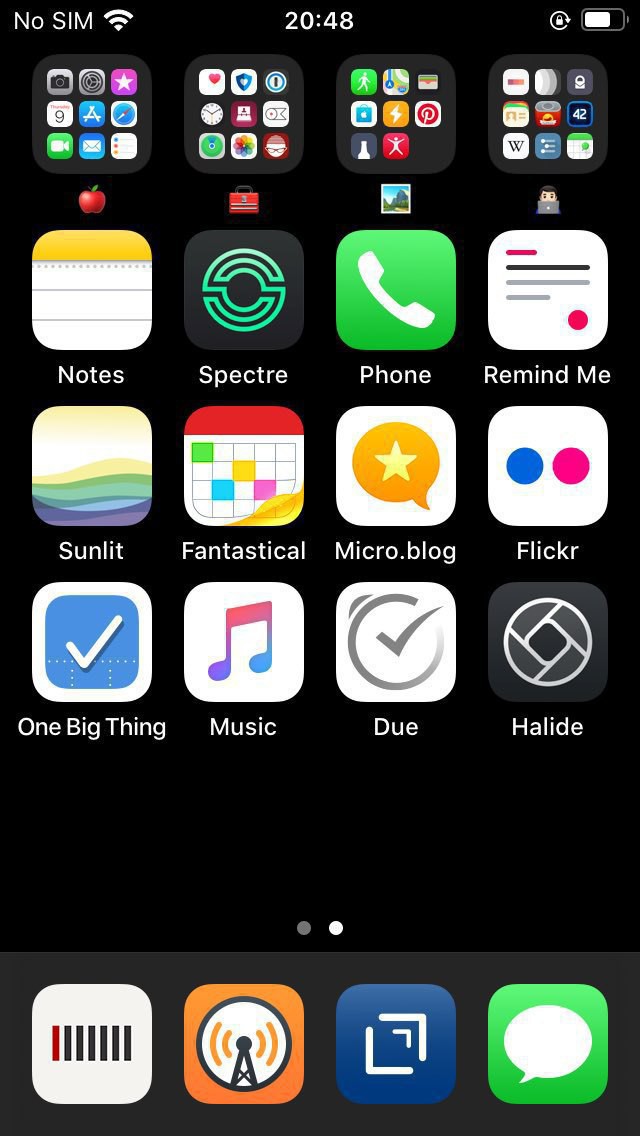 No SIM 20:48
Thursday
9
42
W
Notes Spectre Phone Remind Me
Sunlit Fantastical Micro.blog Flickr
One Big Thing Music Due Halide